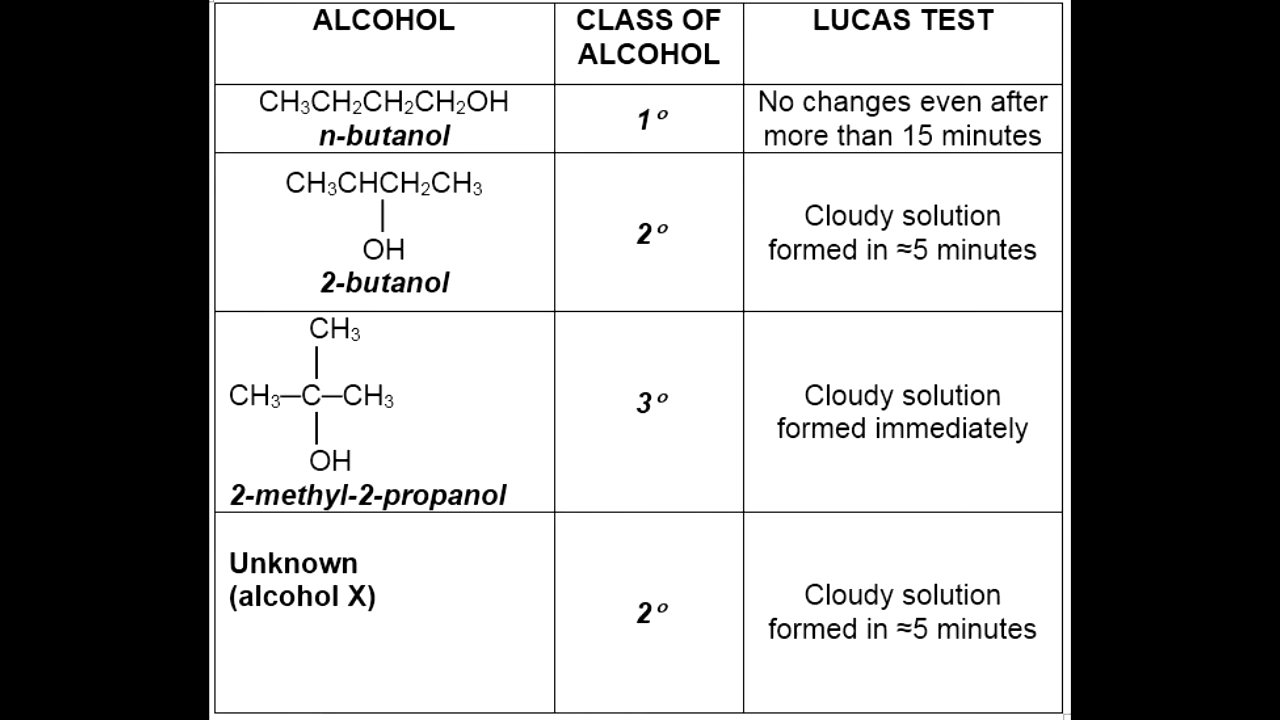 ALCOHOL
CLASS OF
ALCOHOL
LUCAS TEST
CH₃CH₂CH₂CH₂OH
n-butanol
1°
No changes even after
more than 15 minutes
CH₃CHCH₂CH₃
OH
2-butanol
2°
Cloudy solution
formed in ≈5 minutes
CH₃
CH₃–C–CH₃
OH
2-methyl-2-propanol
3°
Cloudy solution
formed immediately
Unknown
(alcohol X)
2°
Cloudy solution
formed in ≈5 minutes